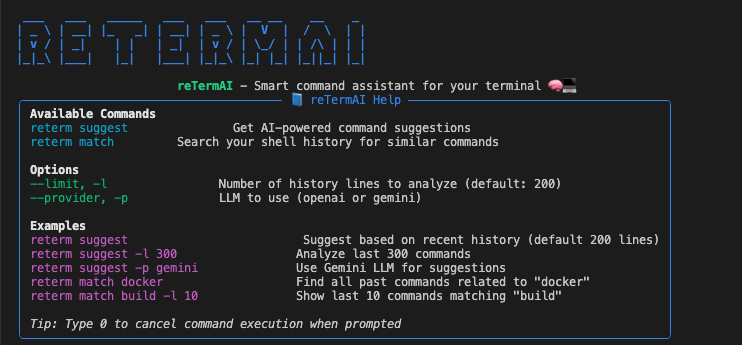 RETERMAI
reTermAI – Smart command assistant for your terminal 🧠💻
📘 reTermAI Help
Available Commands
reterm suggest Get AI-powered command suggestions
reterm match Search your shell history for similar commands
Options
--limit, -l Number of history lines to analyze (default: 200)
--provider, -p LLM to use (openai or gemini)
Examples
reterm suggest Suggest based on recent history (default 200 lines)
reterm suggest -l 300 Analyze last 300 commands
reterm suggest -p gemini Use Gemini LLM for suggestions
reterm match docker Find all past commands related to "docker"
reterm match build -l 10 Show last 10 commands matching "build"
Tip: Type 0 to cancel command execution when prompted